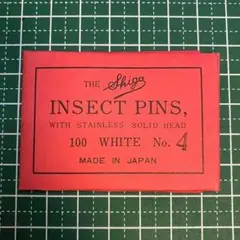 THE Shiga
INSECT PINS,
WITH STAINLESS SOLID HEAD
100 WHITE No. 4
MADE IN JAPAN